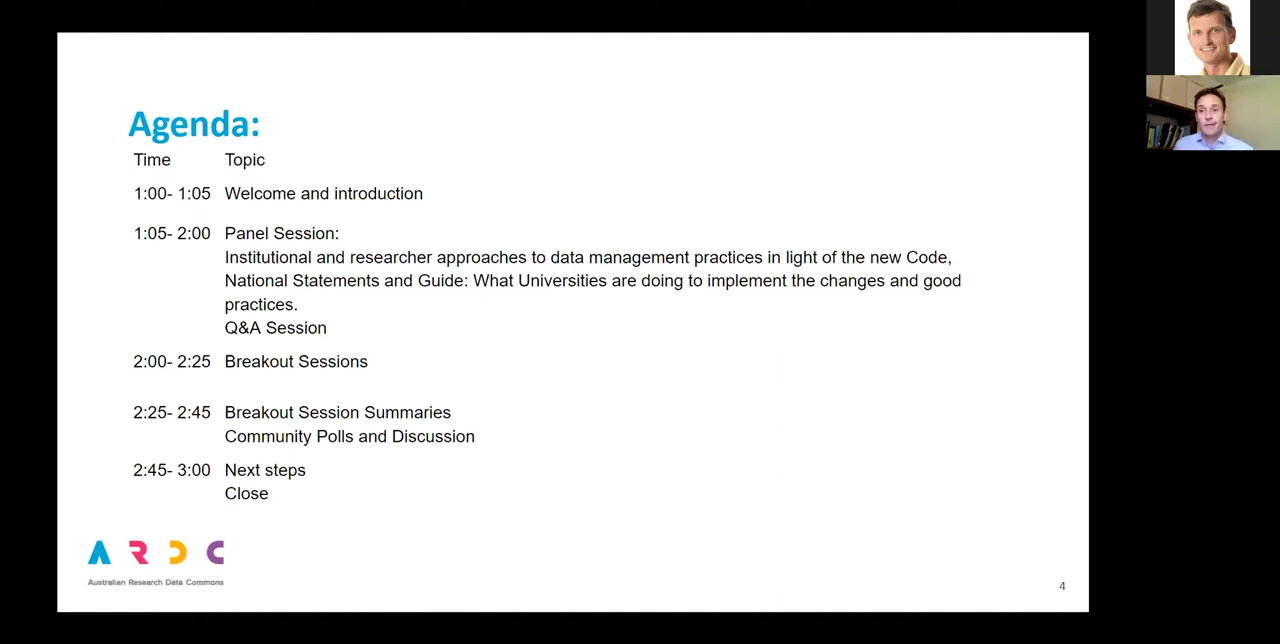 Agenda:
Time Topic
1:00- 1:05 Welcome and introduction
1:05- 2:00 Panel Session:
Institutional and researcher approaches to data management practices in light of the new Code,
National Statements and Guide: What Universities are doing to implement the changes and good
practices.
Q&A Session
2:00- 2:25 Breakout Sessions
2:25- 2:45 Breakout Session Summaries
Community Polls and Discussion
2:45- 3:00 Next steps
Close
ARDC
Australian Research Data Commons
4